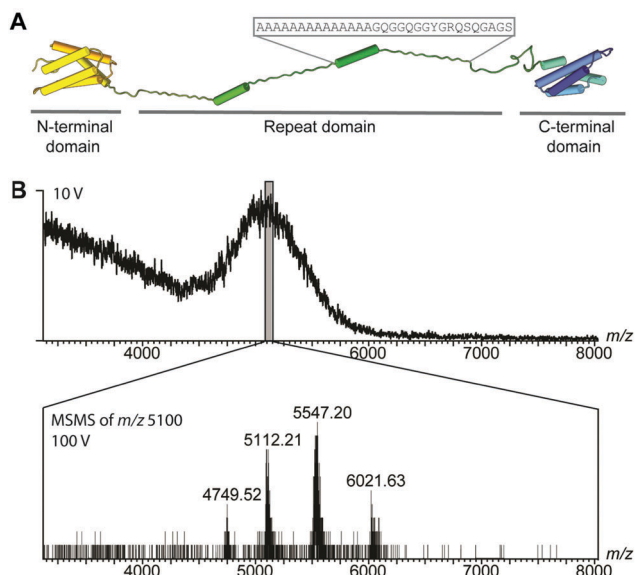 A
AAAAAAAAAAAAAAAGQGGQGGYGRQSQGAGS
N-terminal
domain
Repeat domain
C-terminal
domain
B
10 V
4000
6000
7000
8000
m/z
MSMS of m/z 5100
100 V
5547.20
5112.21
4749.52
6021.63
4000
5000
6000
7000
8000
m/z